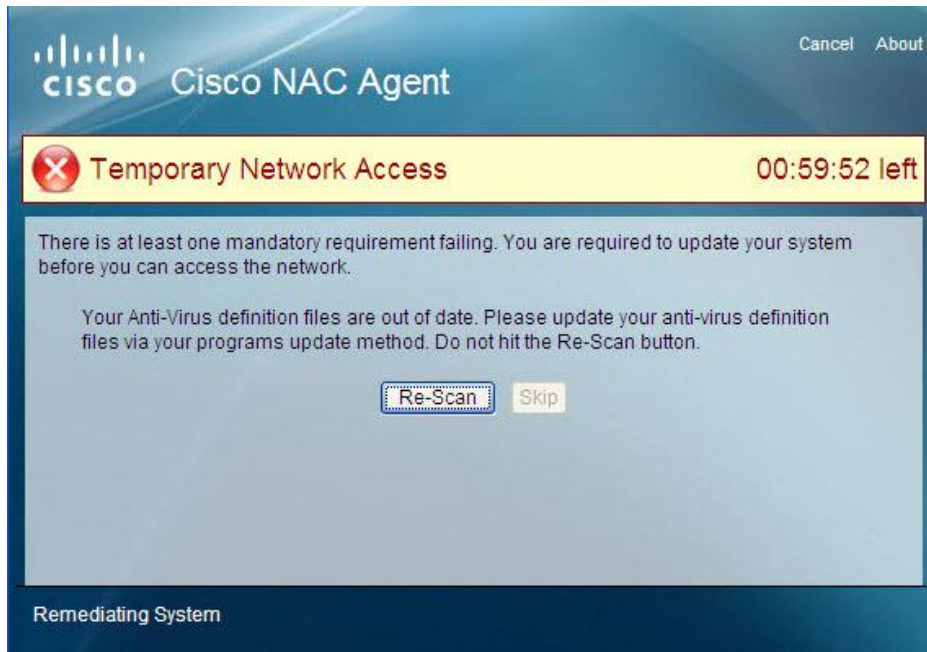 Cancel About
CISCO Cisco NAC Agent
Temporary Network Access 00:59:52 left
There is at least one mandatory requirement failing. You are required to update your system
before you can access the network.
Your Anti-Virus definition files are out of date. Please update your anti-virus definition
files via your programs update method. Do not hit the Re-Scan button.
Re-Scan Skip
Remediating System